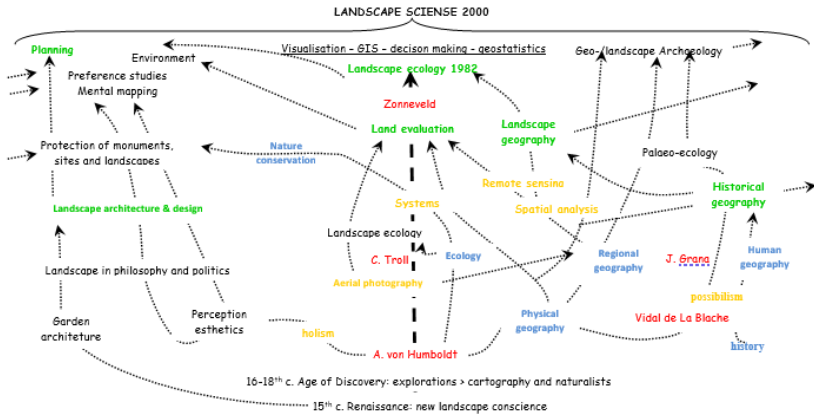 LANDSCAPE SCIENSE 2000
Planning
Environment
Visualisation – GIS – decison making - geostatistics
Geo-/landscape Archaeology
Landscape ecology 1982
Preference studies
Mental mapping
Zonneveld
Land evaluation
Landscape
geography
Protection of monuments,
sites and landscapes
Nature
conservation
Palaeo-ecology
Remote sensing
Historical
geography
Landscape architecture & design
Systems
Spatial analysis
Landscape ecology
C. Troll
Ecology
Regional
geography
J. Grana
Human
geography
Landscape in philosophy and politics
Aerial photography
possibilism
Garden
architeture
Perception
esthetics
holism
Physical
geography
Vidal de La Blache
history
A. von Humboldt
16-18th c. Age of Discovery: explorations > cartography and naturalists
15th c. Renaissance: new landscape conscience